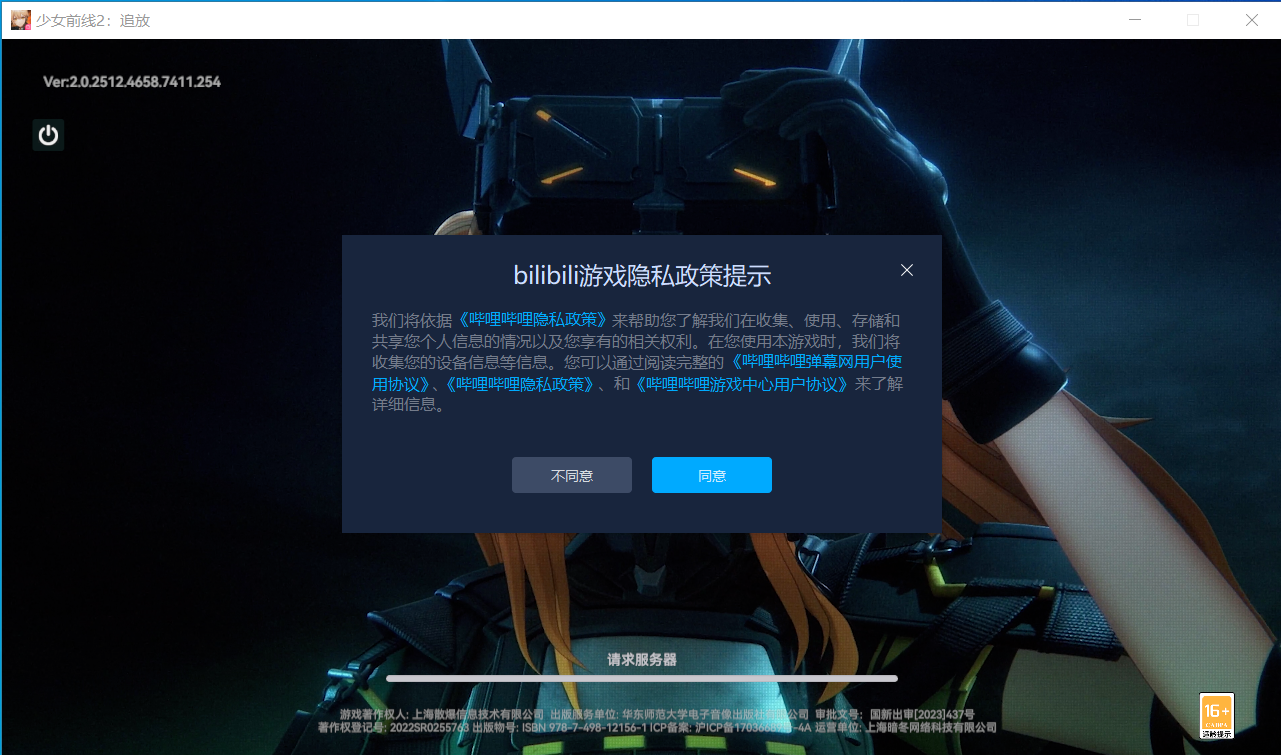 少女前线2：追放
Ver:2.0.2512.4658.7411.254
bilibili游戏隐私政策提示
我们将依据《哔哩哔哩隐私政策》来帮助您了解我们在收集、使用、存储和
共享您个人信息的情况以及您享有的相关权利。在您使用本游戏时，我们将
收集您的设备信息等信息。您可以通过阅读完整的《哔哩哔哩弹幕网用户使
用协议》、《哔哩哔哩隐私政策》、和《哔哩哔哩游戏中心用户协议》来了解
详细信息。
不同意 同意
请求服务器
游戏著作权人: 上海散爆信息技术有限公司 出版服务单位: 华东师范大学电子音像出版社有限公司 审批文号: 国新出审[2023]437号
著作权登记号: 2022SR0255763 出版物号: ISBN 978-7-498-12156-1 ICP备案: 沪ICP备17036689号-4A 运营单位: 上海暗冬网络科技有限公司
16+
CADPA
适龄提示